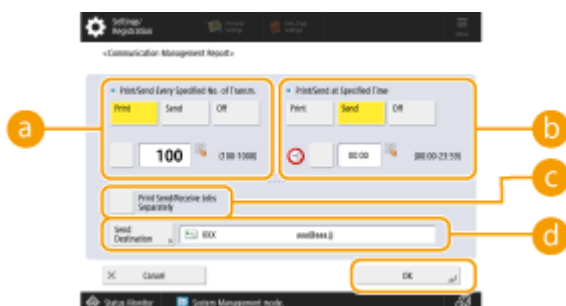 Settings/
Registration
Personal
Settings
Menu
<Communication Management Report>
Print/Send Every Specified No. of Transm.
Print/Send at Specified Time
Print Send Off
Print Send Off
100 (100-1000)
00:00 (00:00-23:59)
a
b
Print Send/Receive Jobs
Separately
c
Send
Destination
XXX
d
Cancel
OK
Status Monitor
System Management mode.